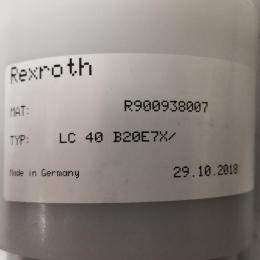 Rexroth
MAT: R900938007
TYP: LC 40 B20E7X/
Made in Germany 29.10.2018